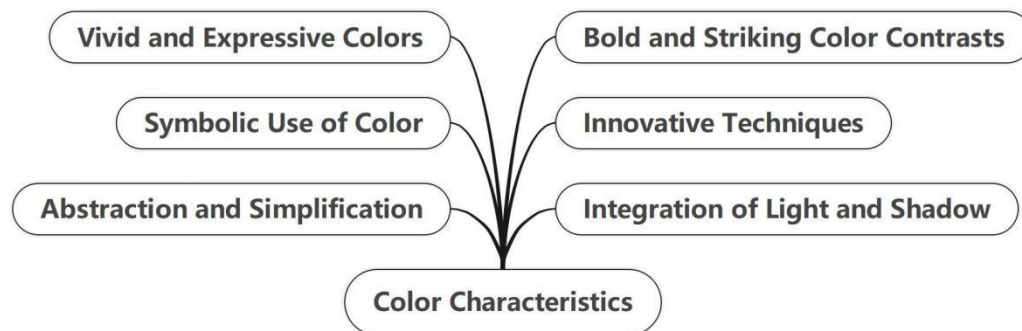 Vivid and Expressive Colors
Bold and Striking Color Contrasts
Symbolic Use of Color
Innovative Techniques
Abstraction and Simplification
Integration of Light and Shadow
Color Characteristics